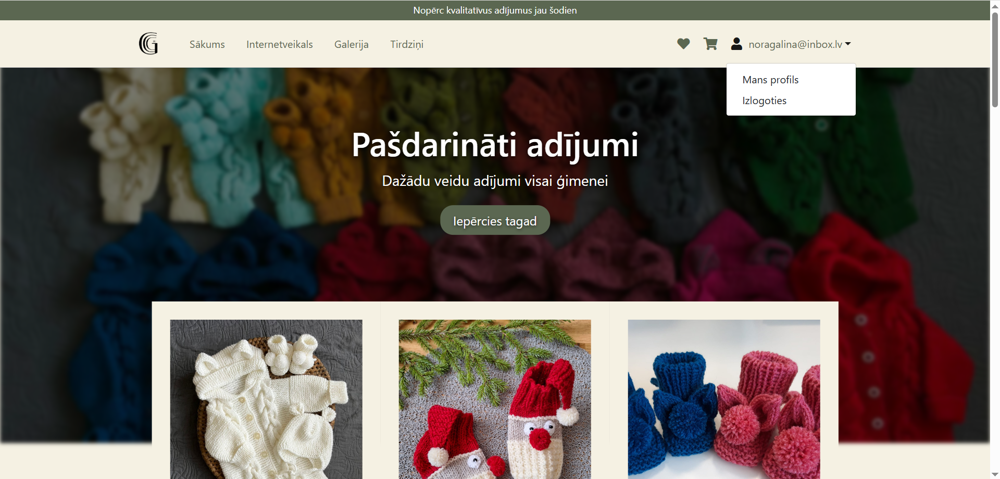 Nopērc kvalitatīvus adījumus jau šodien
Sākums Internetveikals Galerija Tirdziņi noragalina@inbox.lv
Mans profils
Izlogoties
Pašdarināti adījumi
Dažādu veidu adījumi visai ģimenei
Iepērcies tagad